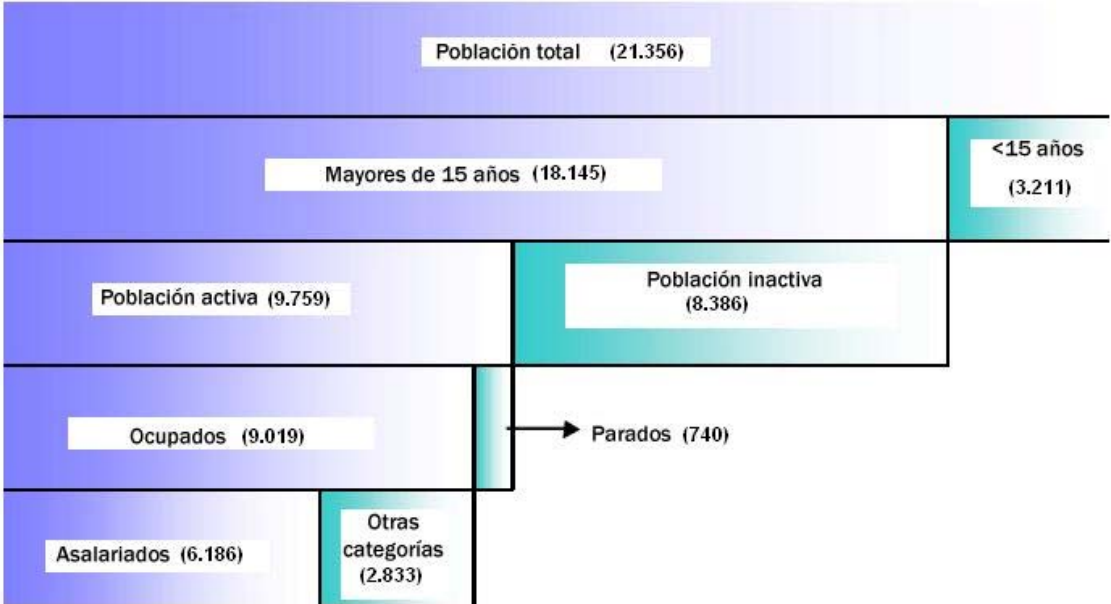 Población total (21.356)
Mayores de 15 años (18.145)
<15 años
(3.211)
Población activa (9.759)
Población inactiva
(8.386)
Ocupados (9.019)
Parados (740)
Asalariados (6.186)
Otras
categorías
(2.833)